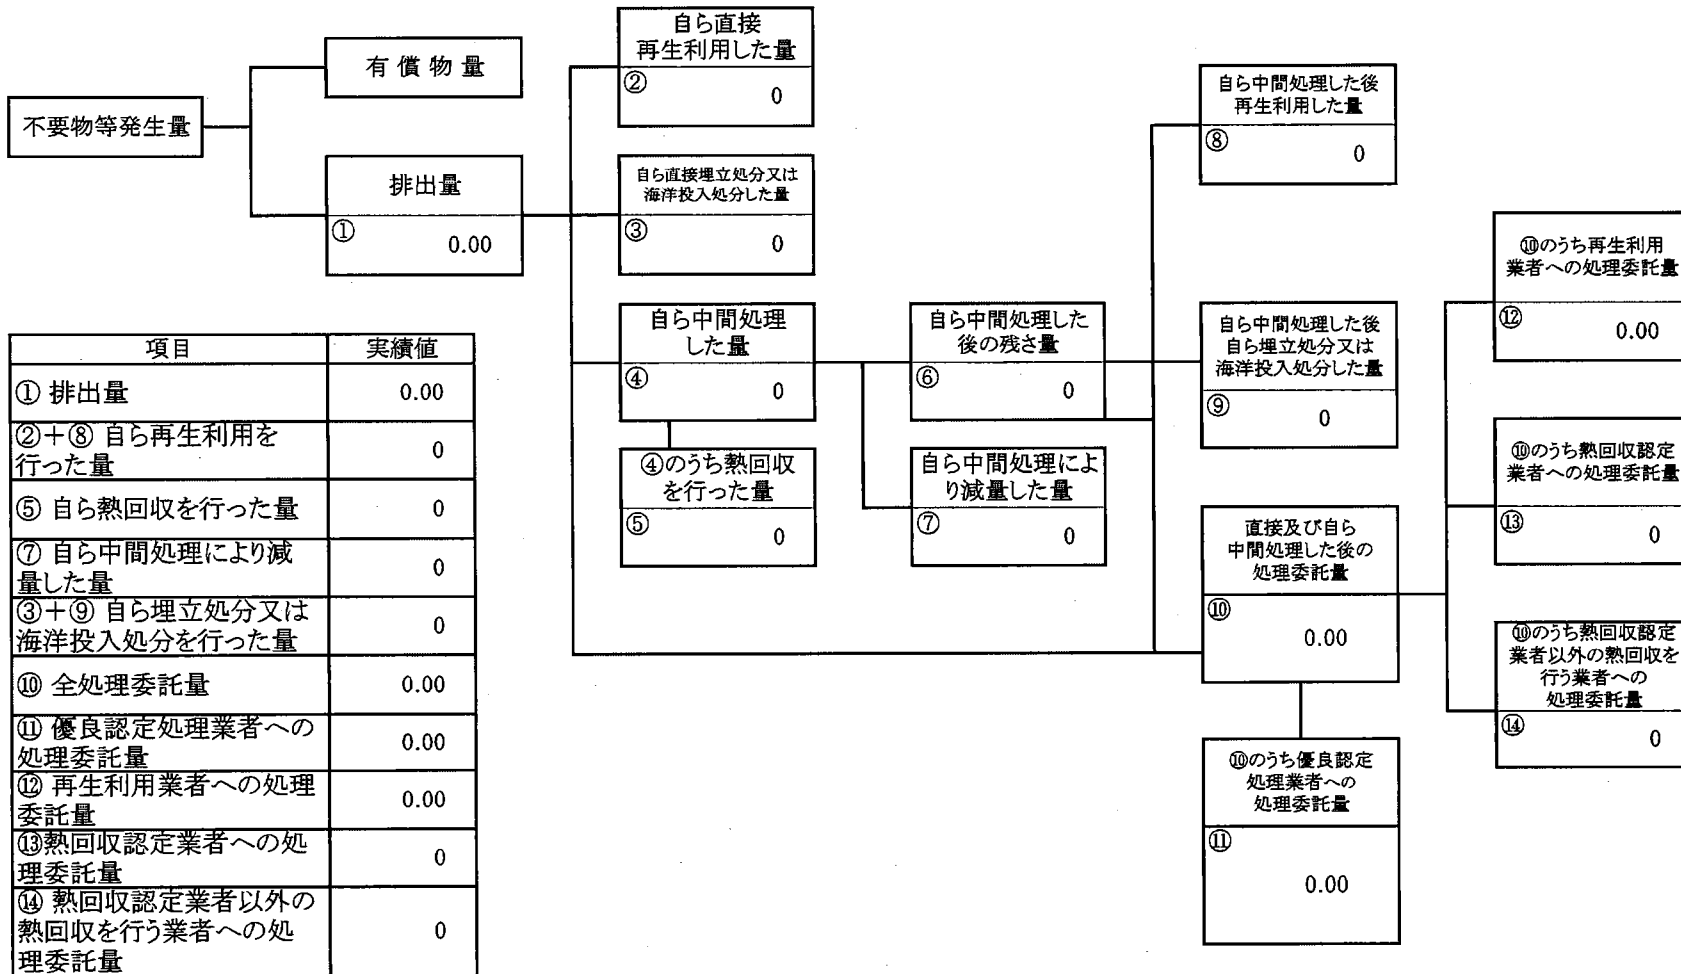 不要物等発生量
有 償 物 量
排出量
①
0.00
自ら直接
再生利用した量
②
0
自ら直接埋立処分又は
海洋投入処分した量
③
0
自ら中間処理
した量
④
0
④のうち熱回収
を行った量
⑤
0
自ら中間処理した
後の残さ量
⑥
0
自ら中間処理によ
り減量した量
⑦
0
自ら中間処理した後
再生利用した量
⑧
0
自ら中間処理した後
自ら埋立処分又は
海洋投入処分した量
⑨
0
直接及び自ら
中間処理した後の
処理委託量
⑩
0.00
⑩のうち優良認定
処理業者への
処理委託量
⑪
0.00
⑩のうち再生利用
業者への処理委託量
⑫
0.00
⑩のうち熱回収認定
業者への処理委託量
⑬
0
⑩のうち熱回収認定
業者以外の熱回収を
行う業者への
処理委託量
⑭
0
項目 実績値
① 排出量 0.00
②+⑧ 自ら再生利用を
行った量 0
⑤ 自ら熱回収を行った量 0
⑦ 自ら中間処理により減
量した量 0
③+⑨ 自ら埋立処分又は
海洋投入処分を行った量 0
⑩ 全処理委託量 0.00
⑪ 優良認定処理業者への
処理委託量 0.00
⑫ 再生利用業者への処理
委託量 0.00
⑬熱回収認定業者への処
理委託量 0
⑭ 熱回収認定業者以外の
熱回収を行う業者への処
理委託量 0